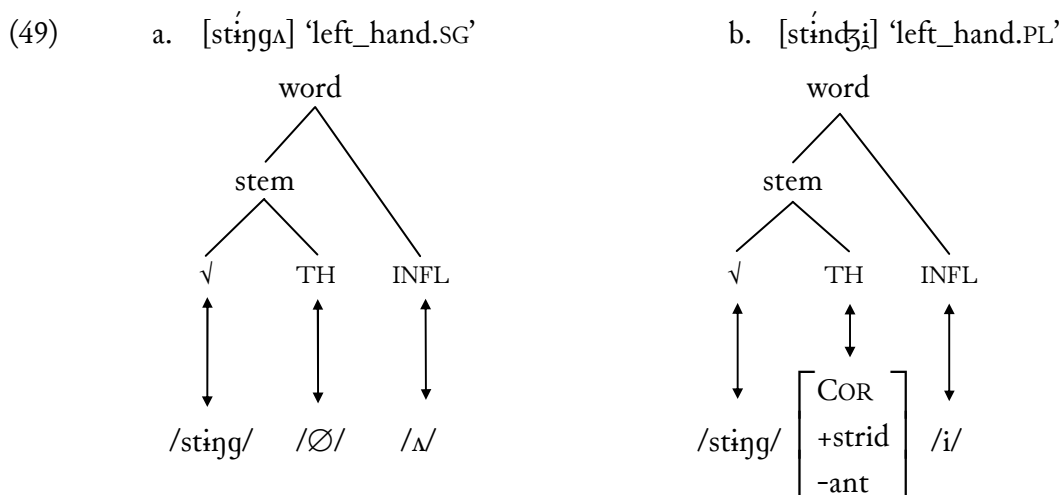 (49) a. [stɨ́ŋgʌ] ‘left_hand.SG’ b. [stɨ́nʤi̯] ‘left_hand.PL’
word word
stem stem
√ TH INFL √ TH INFL
COR
/stɨŋg/ /∅/ /ʌ/ /stɨŋg/ +strid /i/
-ant